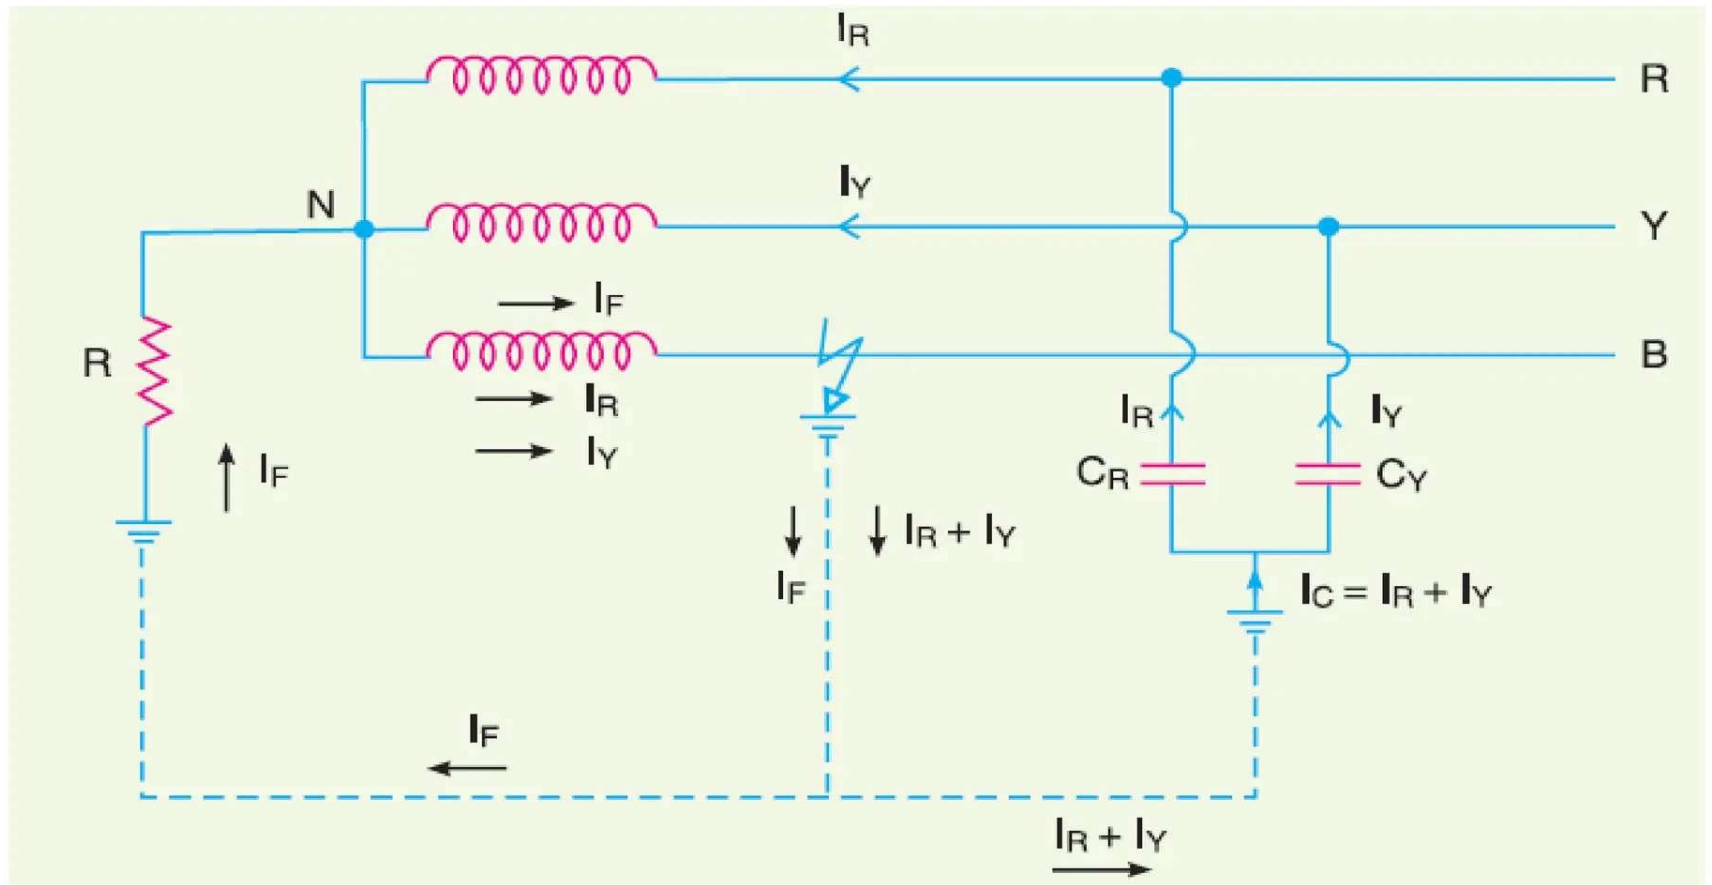 I_R
R
I_Y
N
Y
I_F
R
B
I_R
I_R
I_Y
I_Y
I_F
C_R
C_Y
I_R + I_Y
I_F
I_C = I_R + I_Y
I_F
I_R + I_Y